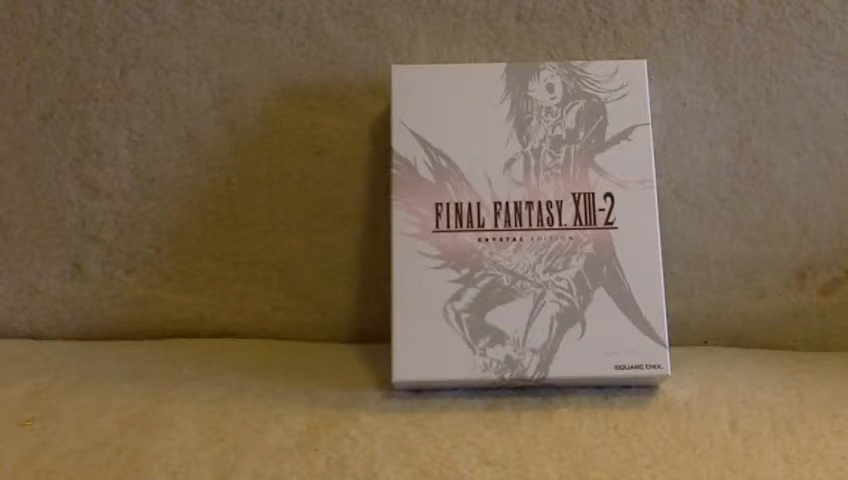 FINAL FANTASY. XIII-2
CRYSTAL EDITION
SQUARE ENIX.